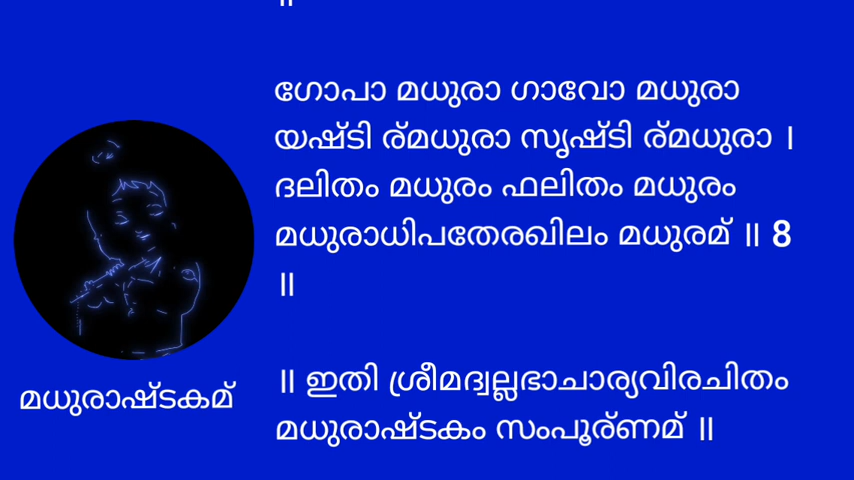 ॥
ഗോപാ മധുരാ ഗാവോ മധുരാ
യഷ്ടി ര്മധുരാ സൃഷ്ടി ര്മധുരാ ।
ദലിതം മധുരം ഫലിതം മധുരം
മധുരാധിപതേരഖിലം മധുരമ് ॥ 8
॥
॥ ഇതി ശ്രീമദ്വല്ലഭാചാര്യവിരചിതം
മധുരാഷ്ടകം സംപൂര്ണമ് ॥
മധുരാഷ്ടകമ്